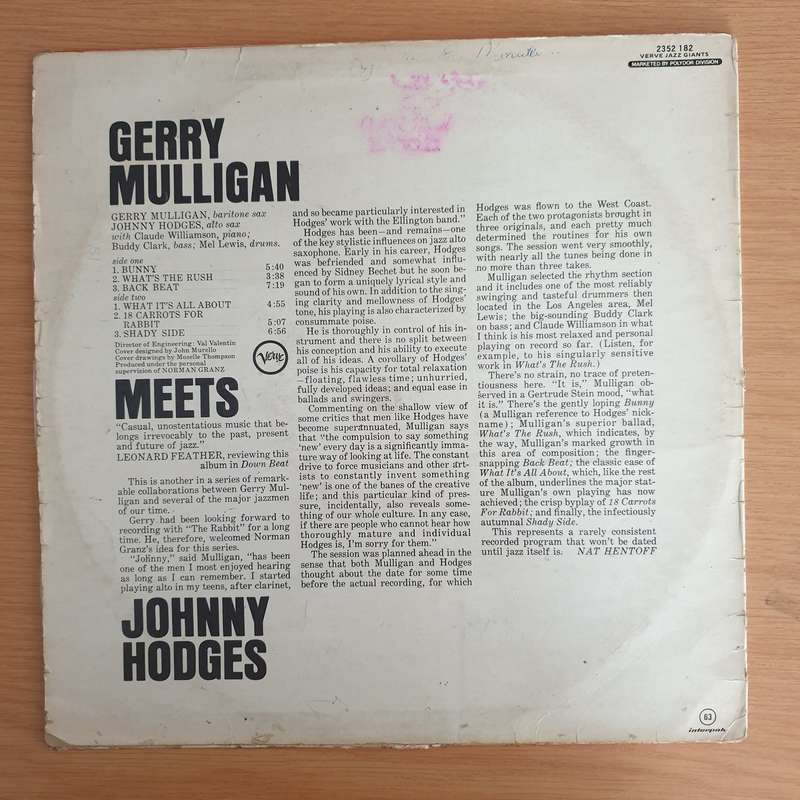 2352 182
VERVE JAZZ GIANTS
MARKETED BY POLYDOR DIVISION
GERRY
MULLIGAN
GERRY MULLIGAN, baritone sax
JOHNNY HODGES, alto sax
with Claude Williamson, piano;
Buddy Clark, bass; Mel Lewis, drums.
side one
1. BUNNY 5:40
2. WHAT'S THE RUSH 3:38
3. BACK BEAT 7:19
side two
1. WHAT IT'S ALL ABOUT 4:55
2. 18 CARROTS FOR
RABBIT 5:07
3. SHADY SIDE 6:56
Director of Engineering: Val Valentin
Cover designed by John Murello
Cover drawings by Moselle Thompson
Produced under the personal
supervision of NORMAN GRANZ
Verve
MEETS
"Casual, unostentatious music that be-
longs irrevocably to the past, present
and future of jazz."
LEONARD FEATHER, reviewing this
album in Down Beat
This is another in a series of remark-
able collaborations between Gerry Mul-
ligan and several of the major jazzmen
of our time.
Gerry had been looking forward to
recording with "The Rabbit" for a long
time. He, therefore, welcomed Norman
Granz's idea for this series.
"Johnny," said Mulligan, "has been
one of the men I most enjoyed hearing
as long as I can remember. I started
playing alto in my teens, after clarinet,
JOHNNY
HODGES
and so became particularly interested in
Hodges' work with the Ellington band."
Hodges has been—and remains—one
of the key stylistic influences on jazz alto
saxophone. Early in his career, Hodges
was befriended and somewhat influ-
enced by Sidney Bechet but he soon be-
gan to form a uniquely lyrical style and
sound of his own. In addition to the sing-
ing clarity and mellowness of Hodges'
tone, his playing is also characterized by
consummate poise.
He is thoroughly in control of his in-
strument and there is no split between
his conception and his ability to execute
all of his ideas. A corollary of Hodges'
poise is his capacity for total relaxation
—floating, flawless time; unhurried,
fully developed ideas; and equal ease in
ballads and swingers.
Commenting on the shallow view of
some critics that men like Hodges have
become superannuated, Mulligan says
that "the compulsion to say something
'new' every day is a significantly imma-
ture way of looking at life. The constant
drive to force musicians and other art-
ists to constantly invent something
'new' is one of the banes of the creative
life; and this particular kind of pres-
sure, incidentally, also reveals some-
thing of our whole culture. In any case,
if there are people who cannot hear how
thoroughly mature and individual
Hodges is, I'm sorry for them."
The session was planned ahead in the
sense that both Mulligan and Hodges
thought about the date for some time
before the actual recording, for which
Hodges was flown to the West Coast.
Each of the two protagonists brought in
three originals, and each pretty much
determined the routines for his own
songs. The session went very smoothly,
with nearly all the tunes being done in
no more than three takes.
Mulligan selected the rhythm section
and it includes one of the most reliably
swinging and tasteful drummers then
located in the Los Angeles area, Mel
Lewis; the big-sounding Buddy Clark
on bass; and Claude Williamson in what
I think is his most relaxed and personal
playing on record so far. (Listen, for
example, to his singularly sensitive
work in What's The Rush.)
There's no strain, no trace of preten-
tiousness here. "It is," Mulligan ob-
served in a Gertrude Stein mood, "what
it is." There's the gently loping Bunny
(a Mulligan reference to Hodges' nick-
name); Mulligan's superior ballad,
What's The Rush, which indicates, by
the way, Mulligan's marked growth in
this area of composition; the finger-
snapping Back Beat; the classic ease of
What It's All About, which, like the rest
of the album, underlines the major stat-
ure Mulligan's own playing has now
achieved; the crisp byplay of 18 Carrots
For Rabbit; and finally, the infectiously
autumnal Shady Side.
This represents a rarely consistent
recorded program that won't be dated
until jazz itself is. NAT HENTOFF
63
interpak